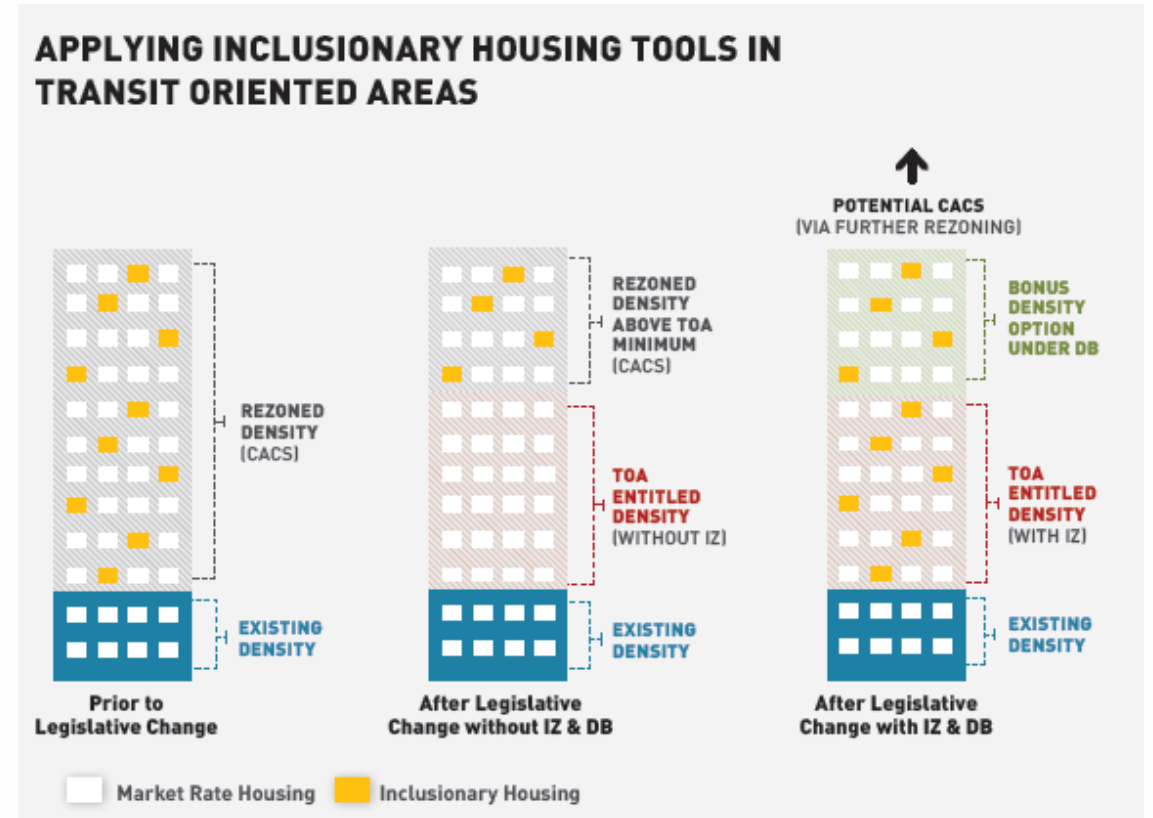 APPLYING INCLUSIONARY HOUSING TOOLS IN
TRANSIT ORIENTED AREAS
REZONED
DENSITY
(CACS)
EXISTING
DENSITY
Prior to
Legislative Change
REZONED
DENSITY
ABOVE TOA
MINIMUM
(CACS)
TOA
ENTITLED
DENSITY
(WITHOUT IZ)
EXISTING
DENSITY
After Legislative
Change without IZ & DB
POTENTIAL CACS
(VIA FURTHER REZONING)
BONUS
DENSITY
OPTION
UNDER DB
TOA
ENTITLED
DENSITY
(WITH IZ)
EXISTING
DENSITY
After Legislative
Change with IZ & DB
Market Rate Housing
Inclusionary Housing